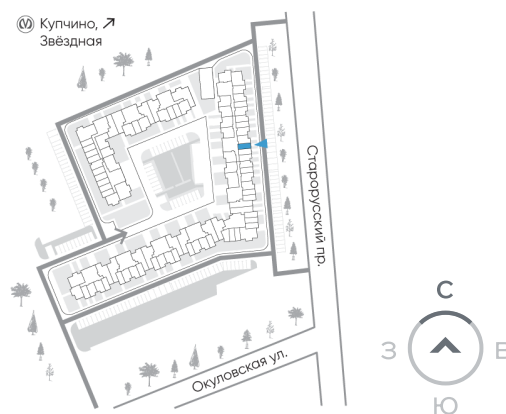 Купчино, ↗
Звёздная
Старорусский пр.
Окуловская ул.
С
З
В
Ю